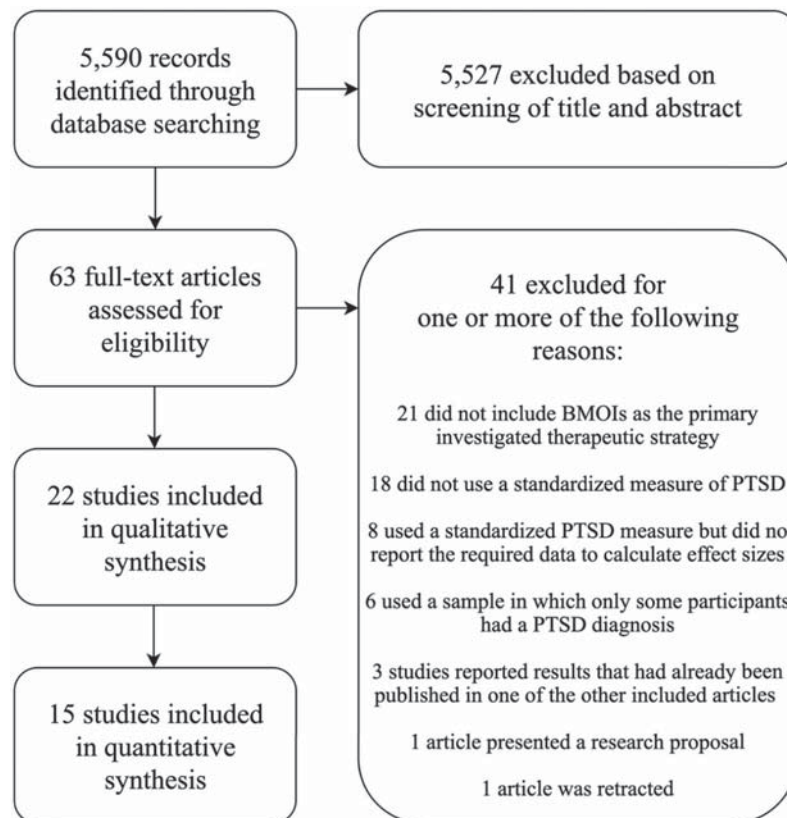 5,590 records
identified through
database searching
5,527 excluded based on
screening of title and abstract
63 full-text articles
assessed for
eligibility
41 excluded for
one or more of the following
reasons:
21 did not include BMOIs as the primary
investigated therapeutic strategy
18 did not use a standardized measure of PTSD
8 used a standardized PTSD measure but did no
report the required data to calculate effect sizes
6 used a sample in which only some participants
had a PTSD diagnosis
3 studies reported results that had already been
published in one of the other included articles
1 article presented a research proposal
1 article was retracted
22 studies included
in qualitative
synthesis
15 studies included
in quantitative
synthesis